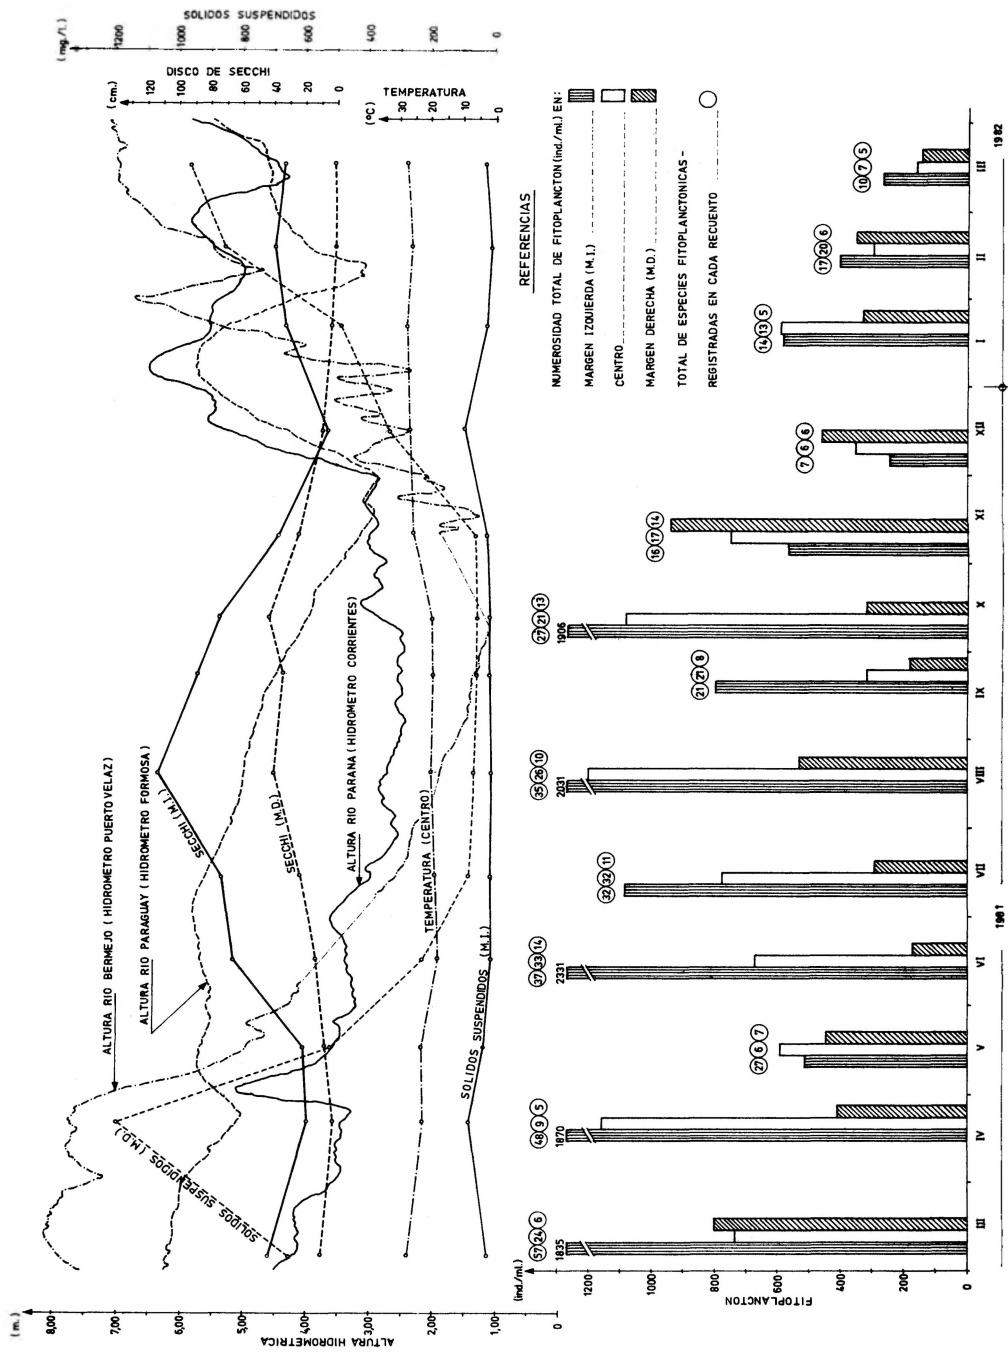 (m.)
8,00
7,00
6,00
5,00
4,00
3,00
2,00
1,00
0
ALTURA HIDROMETRICA
SOLIDOS SUSPENDIDOS
(mg./l.)
1200
1000
800
600
400
200
0
DISCO DE SECCHI
(cm.)
120
100
80
60
40
20
0
TEMPERATURA
(ºC)
30
20
10
0
ALTURA RIO BERMEJO (HIDROMETRO PUERTO VELAZ)
ALTURA RIO PARAGUAY (HIDROMETRO FORMOSA)
SECCHI (M.I.)
SECCHI (M.D.)
ALTURA RIO PARANA (HIDROMETRO CORRIENTES)
TEMPERATURA (CENTRO)
SOLIDOS SUSPENDIDOS (M.I.)
SOLIDOS SUSPENDIDOS (M.D.)
REFERENCIAS
NUMEROSIDAD TOTAL DE FITOPLANCTON (ind./ml.) EN:
MARGEN IZQUIERDA (M.I.)
CENTRO
MARGEN DERECHA (M.D.)
TOTAL DE ESPECIES FITOPLANCTONICAS -
REGISTRADAS EN CADA RECUENTO
(ind./ml.)
1200
1000
800
600
400
200
0
FITOPLANCTON
57 24 6
1835
48 9 5
1870
27 6 7
37 33 14
2331
32 32 11
35 26 10
2031
21 21 8
27 21 13
1906
16 17 14
7 6 6
14 13 5
17 20 6
10 7 5
III
IV
V
VI
VII
VIII
IX
X
XI
XII
I
II
III
1981
1982